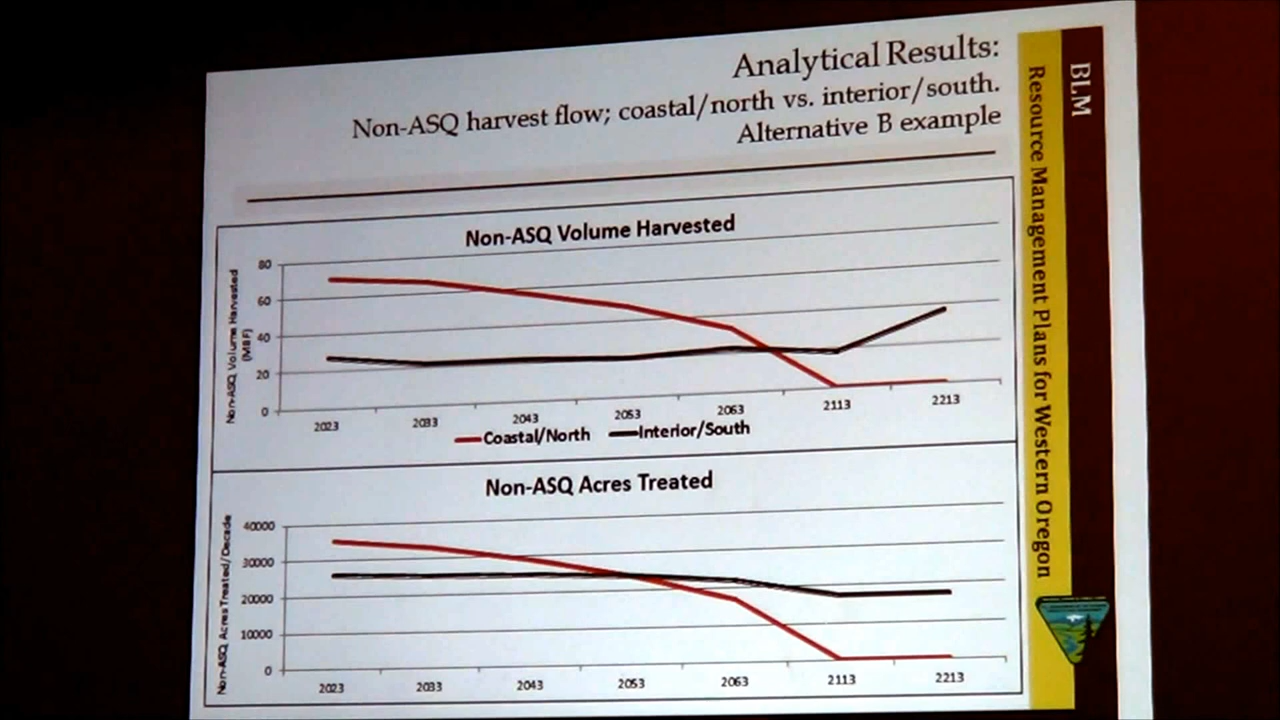 Analytical Results:
Non-ASQ harvest flow; coastal/north vs. interior/south.
Alternative B example
BLM
Resource Management Plans for Western Oregon
Non-ASQ Volume Harvested
Non-ASQ Volume Harvested
(MBF)
80
60
40
20
0
2023 2033 2043 2053 2063 2113 2213
Coastal/North Interior/South
Non-ASQ Acres Treated
Non-ASQ Acres Treated/Decade
40000
30000
20000
10000
0
2023 2033 2043 2053 2063 2113 2213